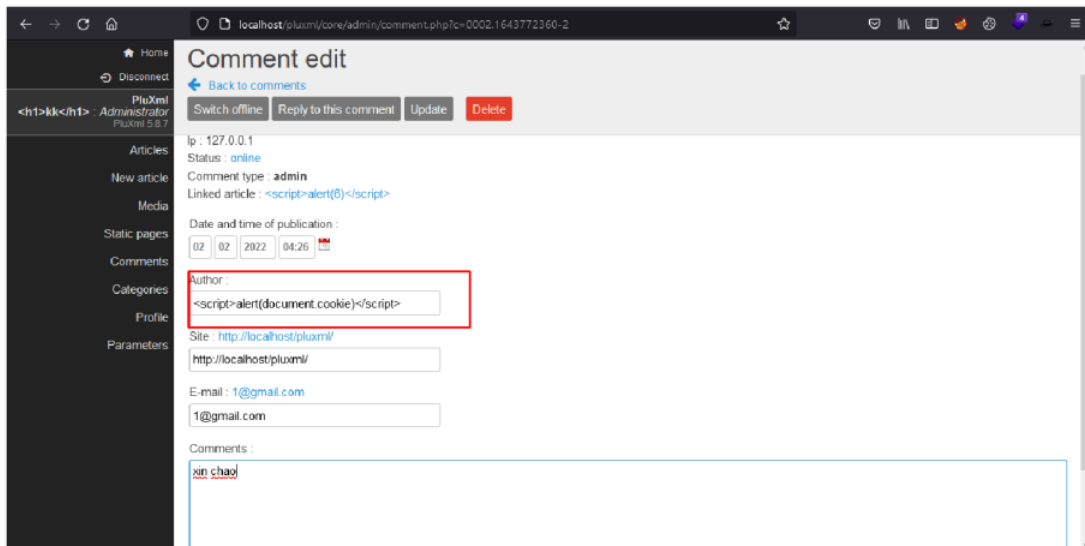 localhost/pluxml/core/admin/comment.php?c=0002.1643772360-2
4
Home
Disconnect
PluXml
<h1>kk</h1> : Administrator
PluXml 5.8.7
Articles
New article
Media
Static pages
Comments
Categories
Profile
Parameters
Comment edit
Back to comments
Switch offline Reply to this comment Update Delete
Ip : 127.0.0.1
Status : online
Comment type : admin
Linked article : <script>alert(6)</script>
Date and time of publication :
02 02 2022 04:26
Author :
<script>alert(document.cookie)</script>
Site : http://localhost/pluxml/
http://localhost/pluxml/
E-mail : 1@gmail.com
1@gmail.com
Comments :
xin chao